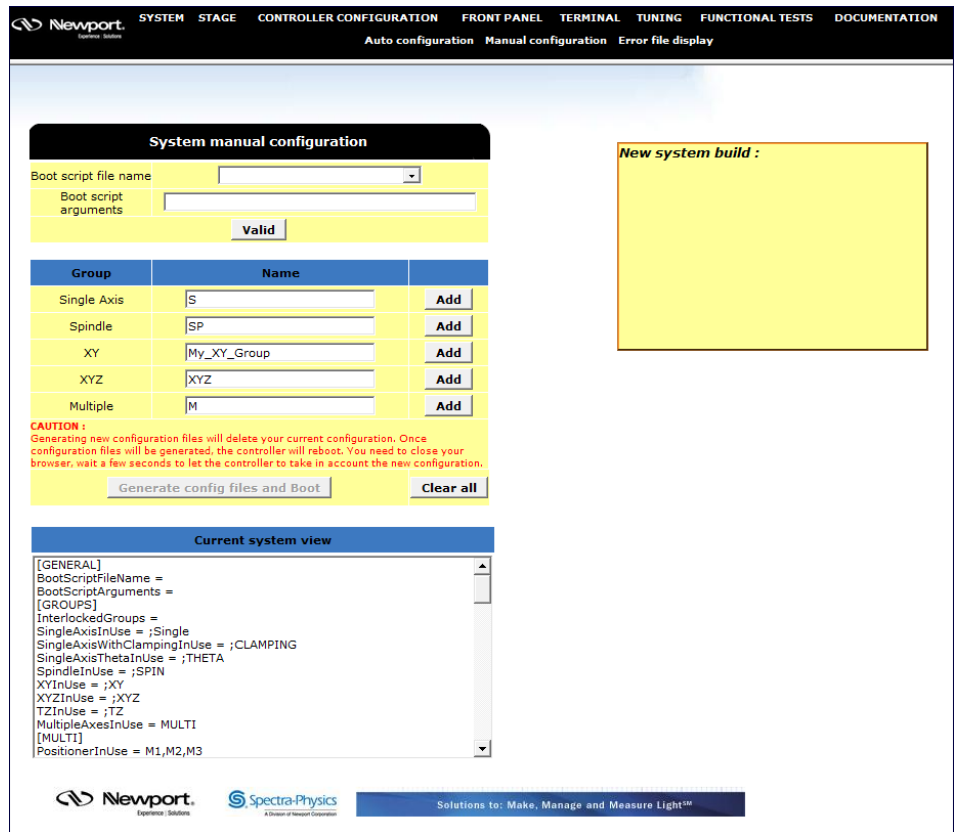 Newport.
Experience | Solutions
SYSTEM STAGE CONTROLLER CONFIGURATION FRONT PANEL TERMINAL TUNING FUNCTIONAL TESTS DOCUMENTATION
Auto configuration Manual configuration Error file display
System manual configuration
Boot script file name
Boot script
arguments
Valid
Group Name
Single Axis S Add
Spindle SP Add
XY My_XY_Group Add
XYZ XYZ Add
Multiple M Add
CAUTION :
Generating new configuration files will delete your current configuration. Once
configuration files will be generated, the controller will reboot. You need to close your
browser, wait a few seconds to let the controller to take in account the new configuration.
Generate config files and Boot Clear all
New system build :
Current system view
[GENERAL]
BootScriptFileName =
BootScriptArguments =
[GROUPS]
InterlockedGroups =
SingleAxisInUse = ;Single
SingleAxisWithClampingInUse = ;CLAMPING
SingleAxisThetaInUse = ;THETA
SpindleInUse = ;SPIN
XYInUse = ;XY
XYZInUse = ;XYZ
TZInUse = ;TZ
MultipleAxesInUse = MULTI
[MULTI]
PositionerInUse = M1,M2,M3
Newport.
Experience | Solutions
Spectra-Physics
A Division of Newport Corporation
Solutions to: Make, Manage and Measure Light℠